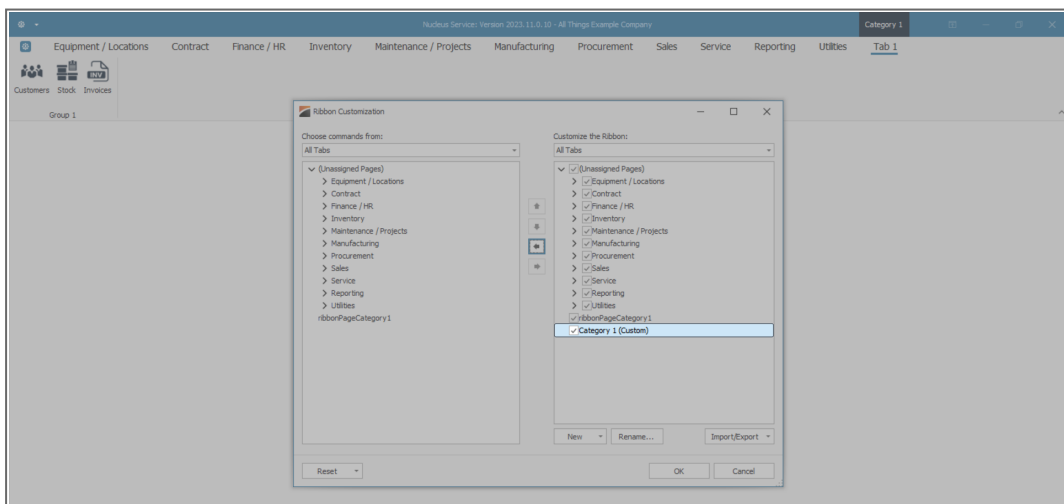 Nucleus Service: Version 2023.11.0.10 - All Things Example Company
Category 1
Equipment / Locations Contract Finance / HR Inventory Maintenance / Projects Manufacturing Procurement Sales Service Reporting Utilities Tab 1
INV
Customers Stock Invoices
Group 1
Ribbon Customization
Choose commands from:
All Tabs
(Unassigned Pages)
Equipment / Locations
Contract
Finance / HR
Inventory
Maintenance / Projects
Manufacturing
Procurement
Sales
Service
Reporting
Utilities
ribbonPageCategory1
Customize the Ribbon:
All Tabs
(Unassigned Pages)
Equipment / Locations
Contract
Finance / HR
Inventory
Maintenance / Projects
Manufacturing
Procurement
Sales
Service
Reporting
Utilities
ribbonPageCategory1
Category 1 (Custom)
New Rename... Import/Export
Reset OK Cancel